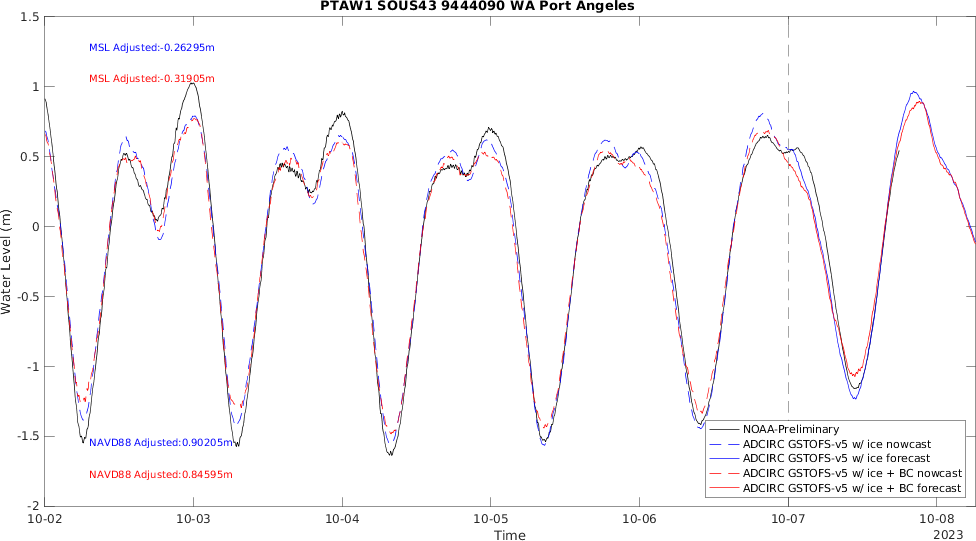 PTAW1 SOUS43 9444090 WA Port Angeles
1.5
1
0.5
0
-0.5
-1
-1.5
-2
Water Level (m)
MSL Adjusted:-0.26295m
MSL Adjusted:-0.31905m
NAVD88 Adjusted:0.90205m
NAVD88 Adjusted:0.84595m
NOAA-Preliminary
ADCIRC GSTOFS-v5 w/ ice nowcast
ADCIRC GSTOFS-v5 w/ ice forecast
ADCIRC GSTOFS-v5 w/ ice + BC nowcast
ADCIRC GSTOFS-v5 w/ ice + BC forecast
10-02 10-03 10-04 10-05 10-06 10-07 10-08
Time
2023